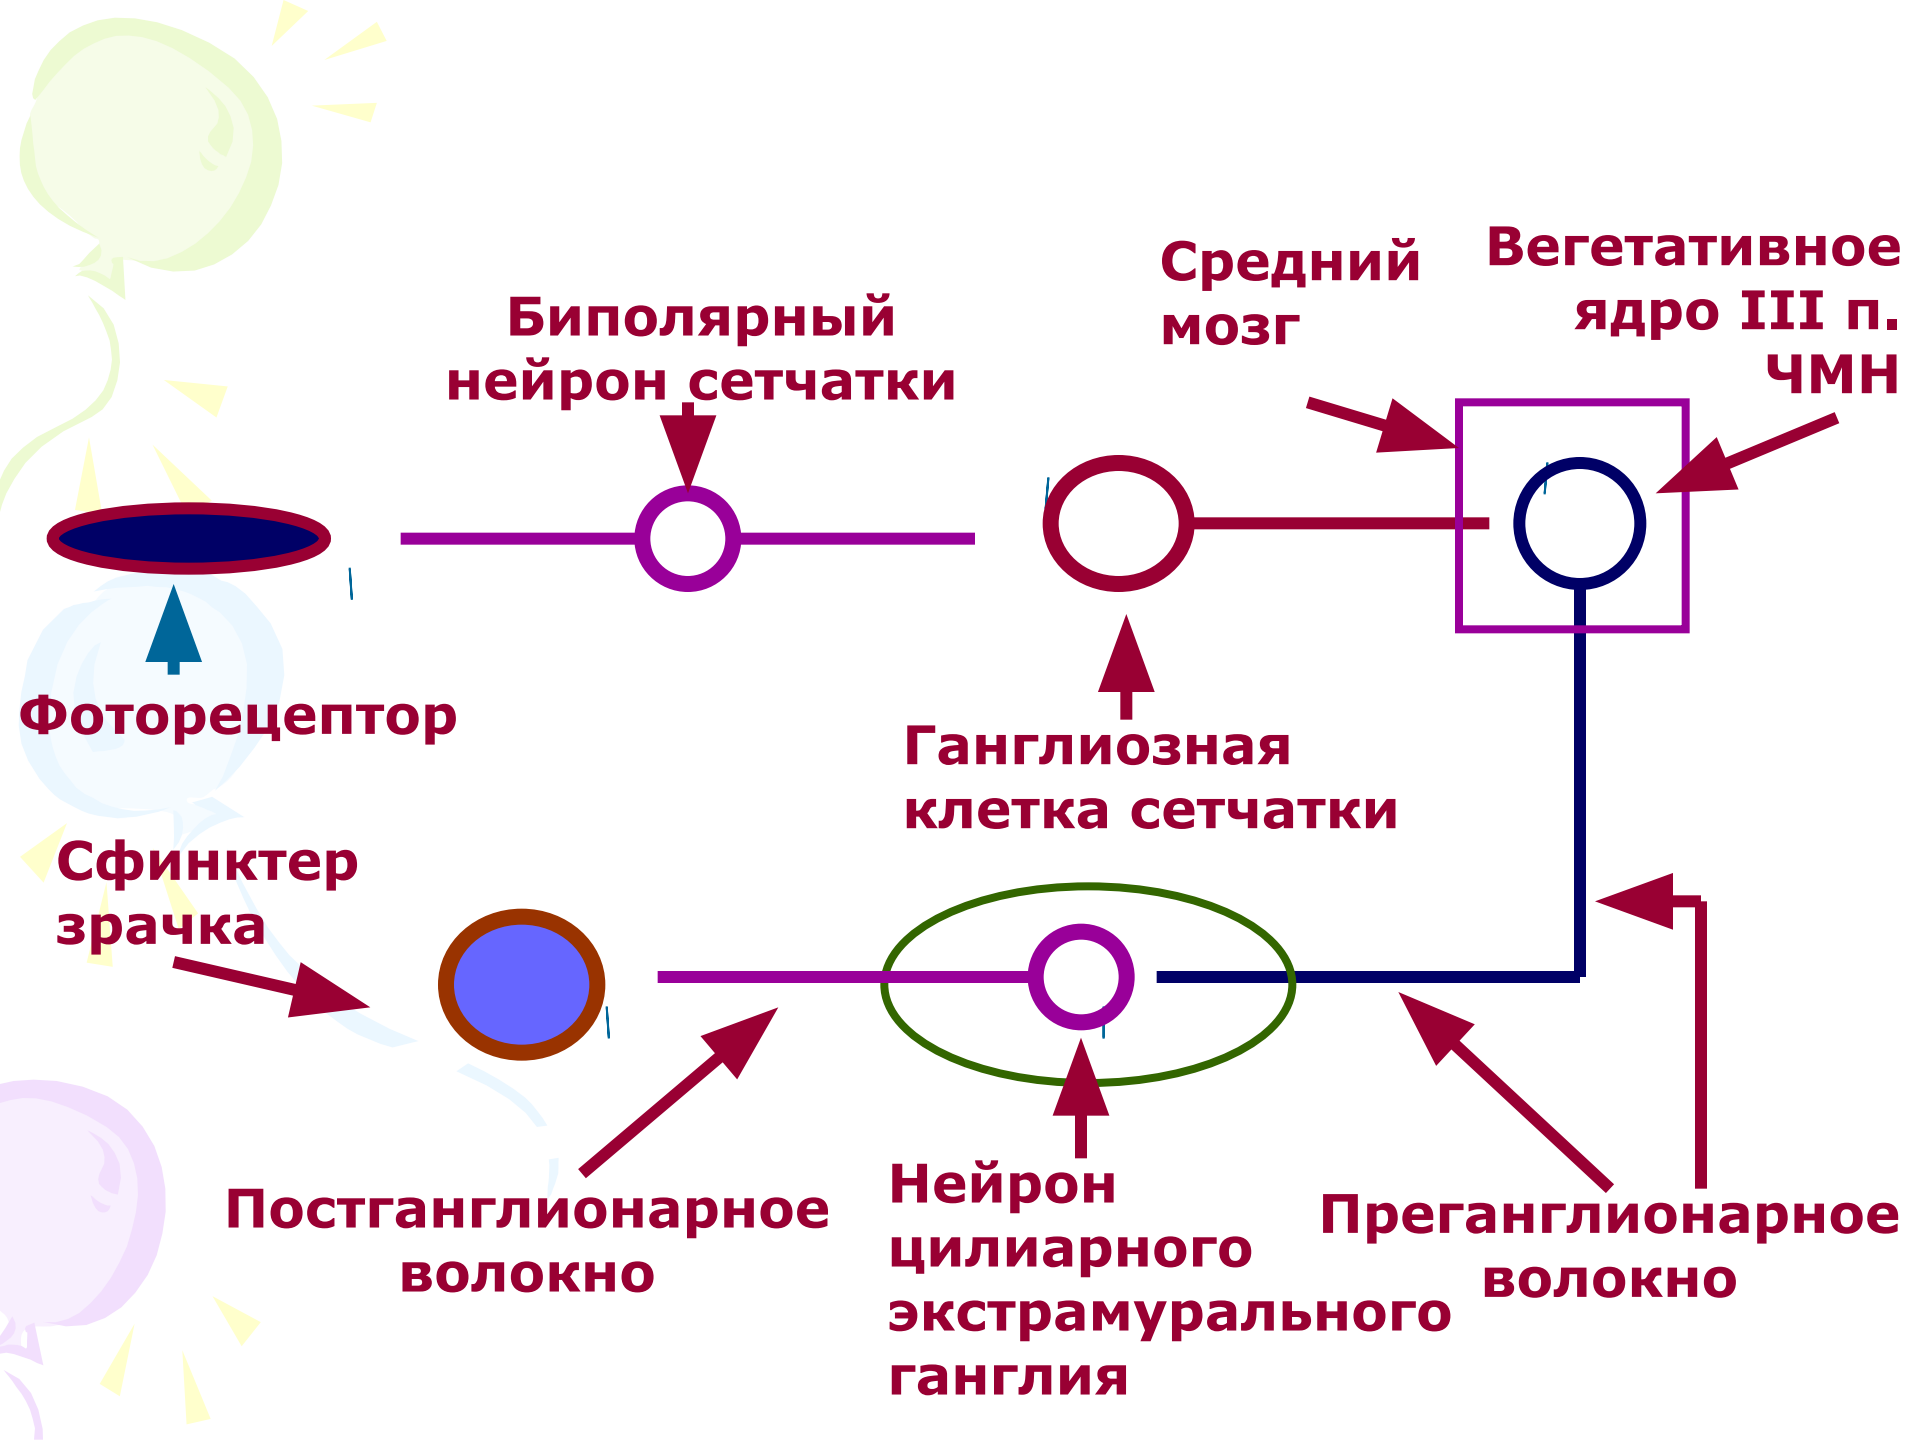 Средний
мозг
Вегетативное
ядро III п.
ЧМН
Биполярный
нейрон сетчатки
Фоторецептор
Ганглиозная
клетка сетчатки
Сфинктер
зрачка
Постганглионарное
волокно
Нейрон
цилиарного
экстрамурального
ганглия
Преганглионарное
волокно